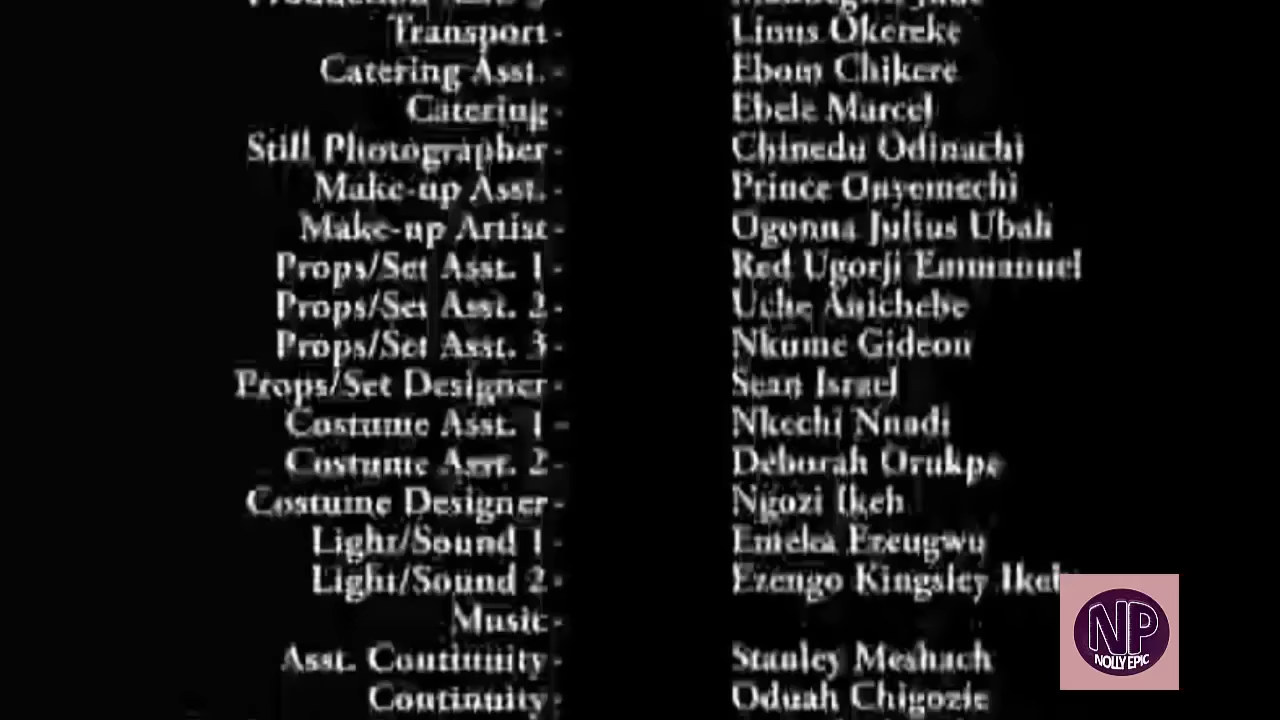 Transport - Linus Okereke
Catering Asst. - Ebom Chikere
Catering - Ebele Marcel
Still Photographer - Chinedu Odinachi
Make-up Asst. - Prince Onyemechi
Make-up Artist - Ogonna Julius Ubah
Props/Set Asst. 1 - Red Ugorji Emmanuel
Props/Set Asst. 2 - Uche Anichebe
Props/Set Asst. 3 - Nkume Gideon
Props/Set Designer - Sean Israel
Costume Asst. 1 - Nkechi Nnadi
Costume Asst. 2 - Deborah Orukpe
Costume Designer - Ngozi Ikeh
Light/Sound 1 - Emeka Ezeugwu
Light/Sound 2 - Ezengo Kingsley
Music -
Asst. Continuity - Stanley Meshach
Continuity - Oduah Chigozie
NP
NOLLY EPIC